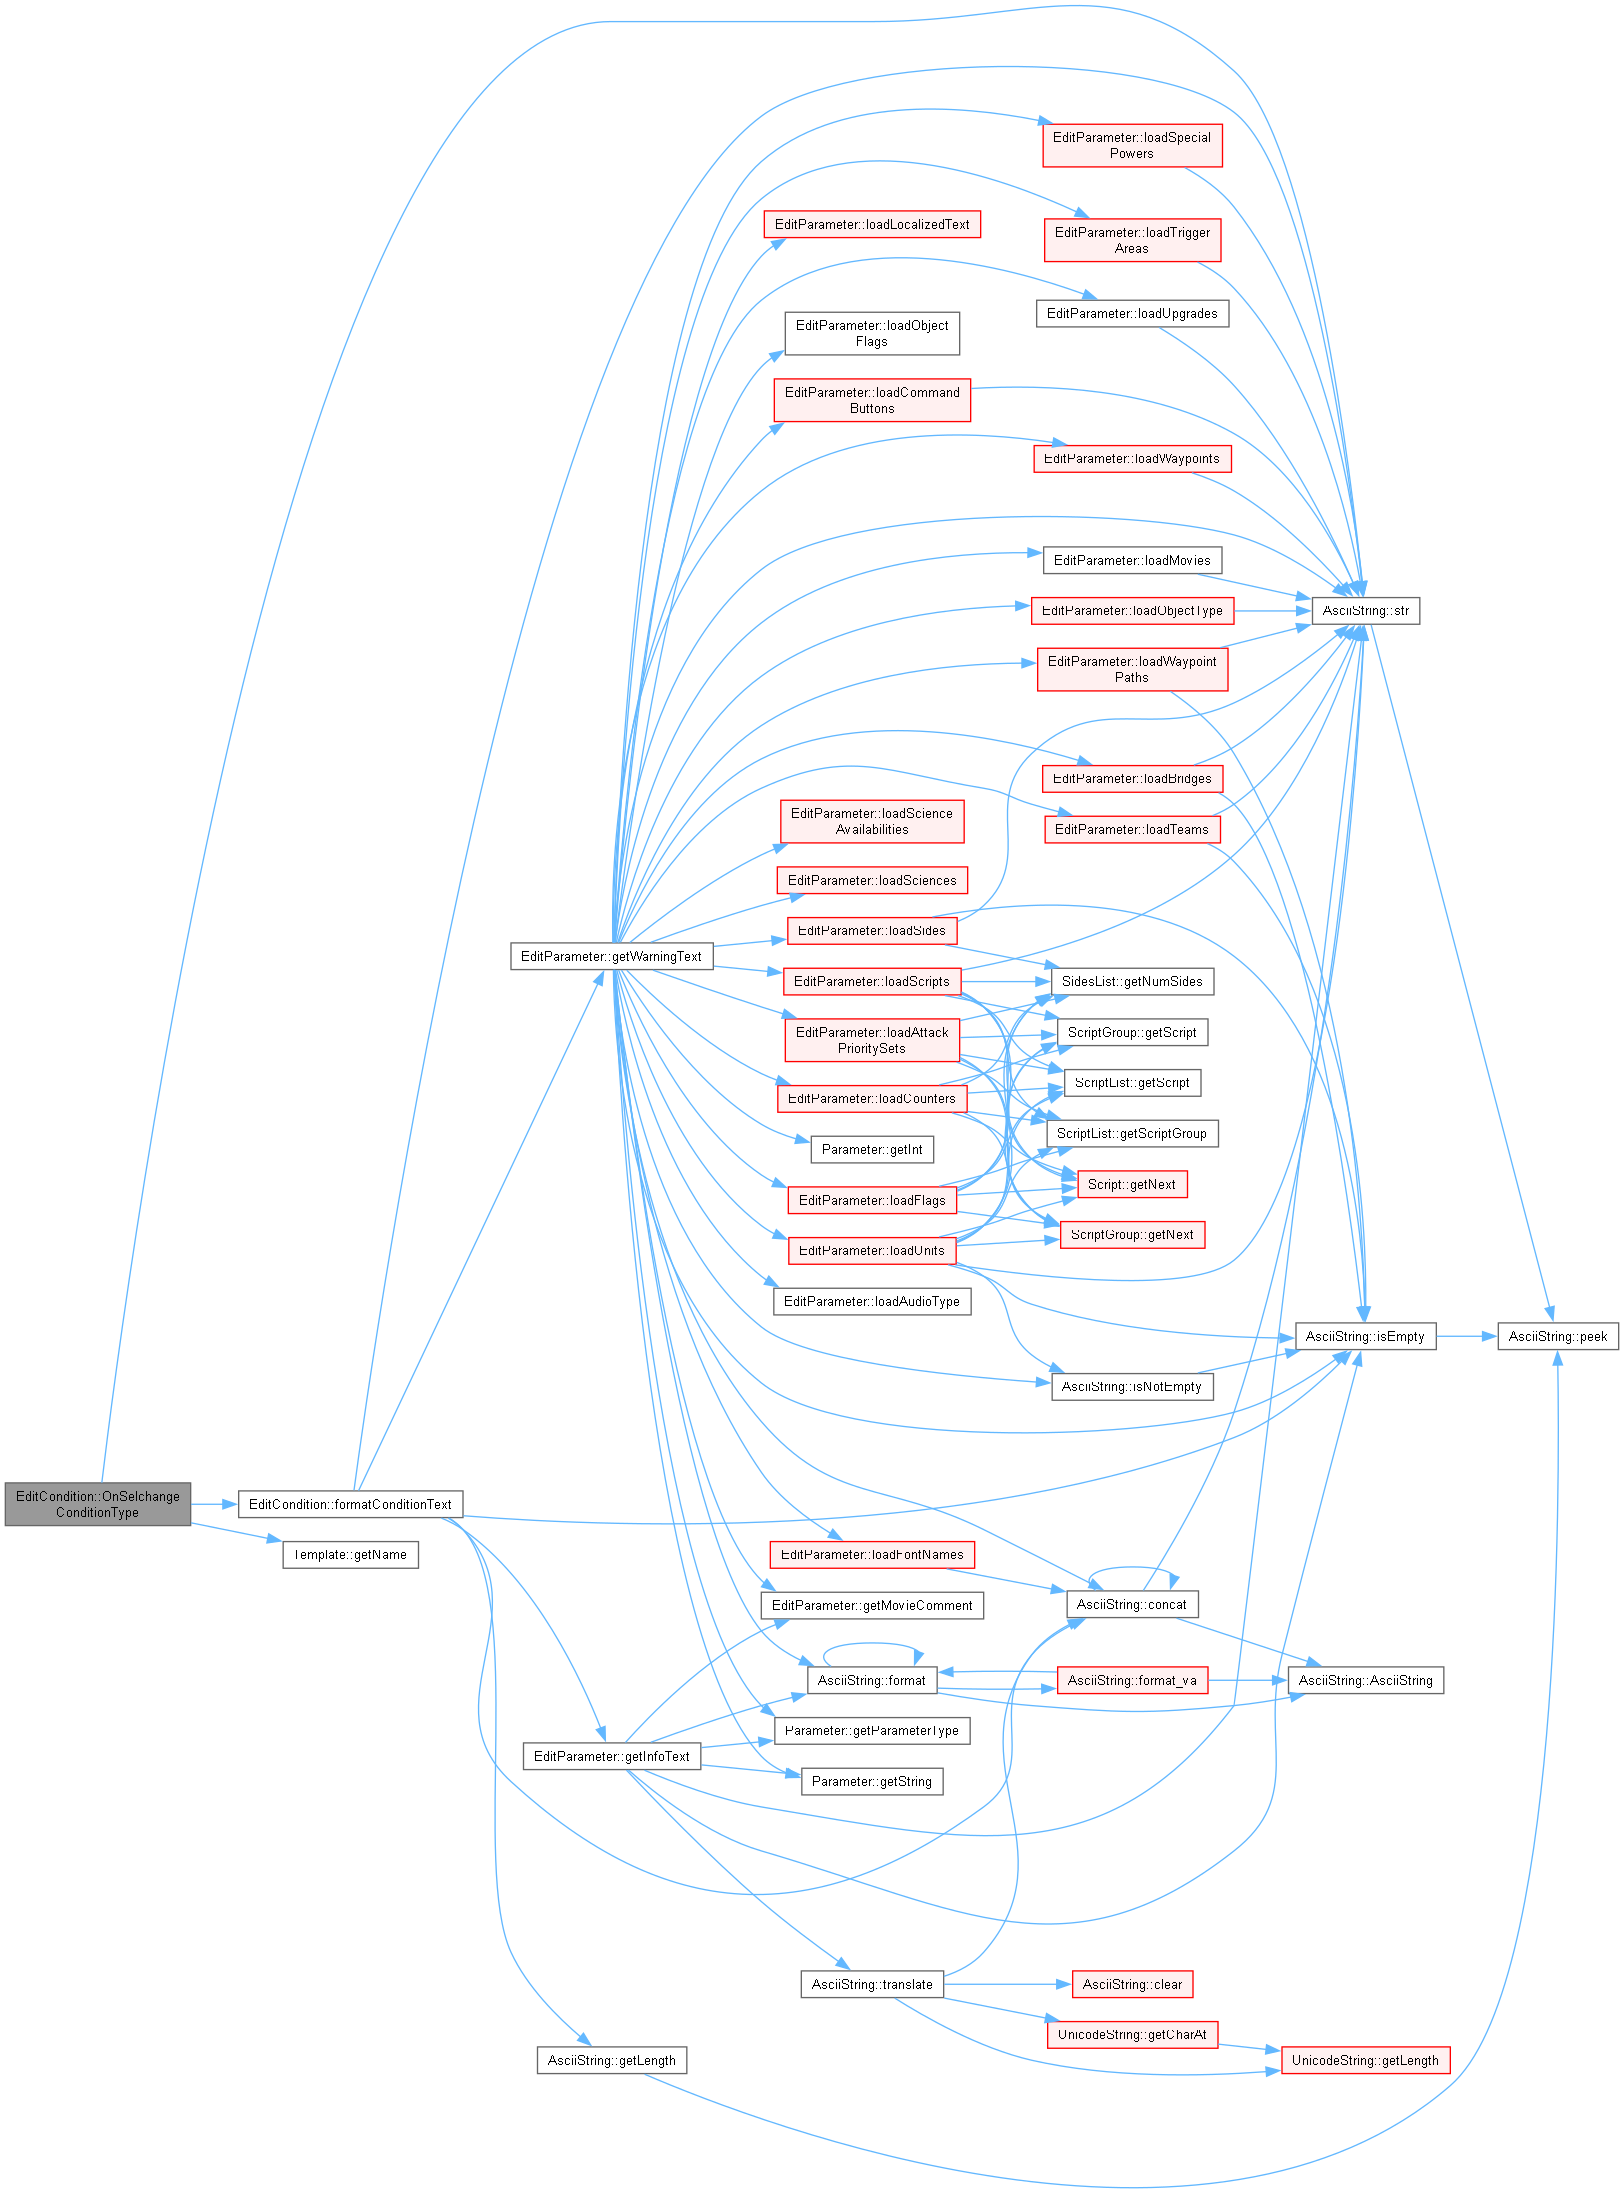 EditParameter::loadSpecial
Powers
EditParameter::loadLocalizedText
EditParameter::loadTrigger
Areas
EditParameter::loadUpgrades
EditParameter::loadObject
Flags
EditParameter::loadCommand
Buttons
EditParameter::loadWaypoints
EditParameter::loadMovies
EditParameter::loadObjectType
AsciiString::str
EditParameter::loadWaypoint
Paths
EditParameter::loadBridges
EditParameter::loadScience
Availabilities
EditParameter::loadTeams
EditParameter::loadSciences
EditParameter::loadSides
EditParameter::getWarningText
EditParameter::loadScripts
SidesList::getNumSides
EditParameter::loadAttack
PrioritySets
ScriptGroup::getScript
ScriptList::getScript
EditParameter::loadCounters
ScriptList::getScriptGroup
Parameter::getInt
Script::getNext
EditParameter::loadFlags
ScriptGroup::getNext
EditParameter::loadUnits
EditParameter::loadAudioType
AsciiString::isEmpty
AsciiString::peek
AsciiString::isNotEmpty
EditCondition::OnSelchange
ConditionType
EditCondition::formatConditionText
Template::getName
EditParameter::loadFontNames
EditParameter::getMovieComment
AsciiString::concat
AsciiString::format
AsciiString::format_va
AsciiString::AsciiString
Parameter::getParameterType
EditParameter::getInfoText
Parameter::getString
AsciiString::translate
AsciiString::clear
UnicodeString::getCharAt
AsciiString::getLength
UnicodeString::getLength